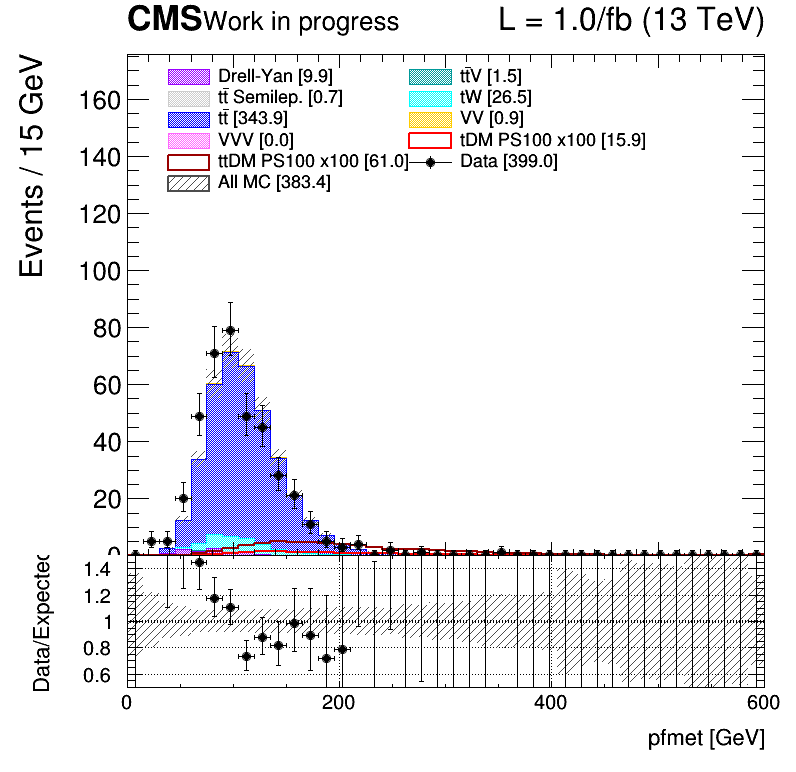 CMS Work in progress L = 1.0/fb (13 TeV)
Drell-Yan [9.9] tt̄V [1.5]
tt̄ Semilep. [0.7] tW [26.5]
tt̄ [343.9] VV [0.9]
VVV [0.0] tDM PS100 x100 [15.9]
ttDM PS100 x100 [61.0] Data [399.0]
All MC [383.4]
Events / 15 GeV
160
140
120
100
80
60
40
20
0
Data/Expected
1.4
1.2
1
0.8
0.6
0 200 400 600
pfmet [GeV]